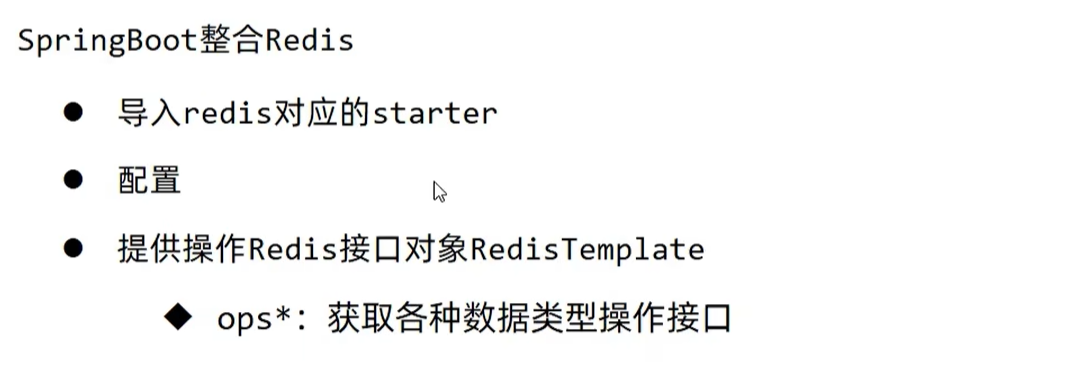 SpringBoot整合Redis
● 导入redis对应的starter
● 配置
● 提供操作Redis接口对象RedisTemplate
◆ ops*：获取各种数据类型操作接口